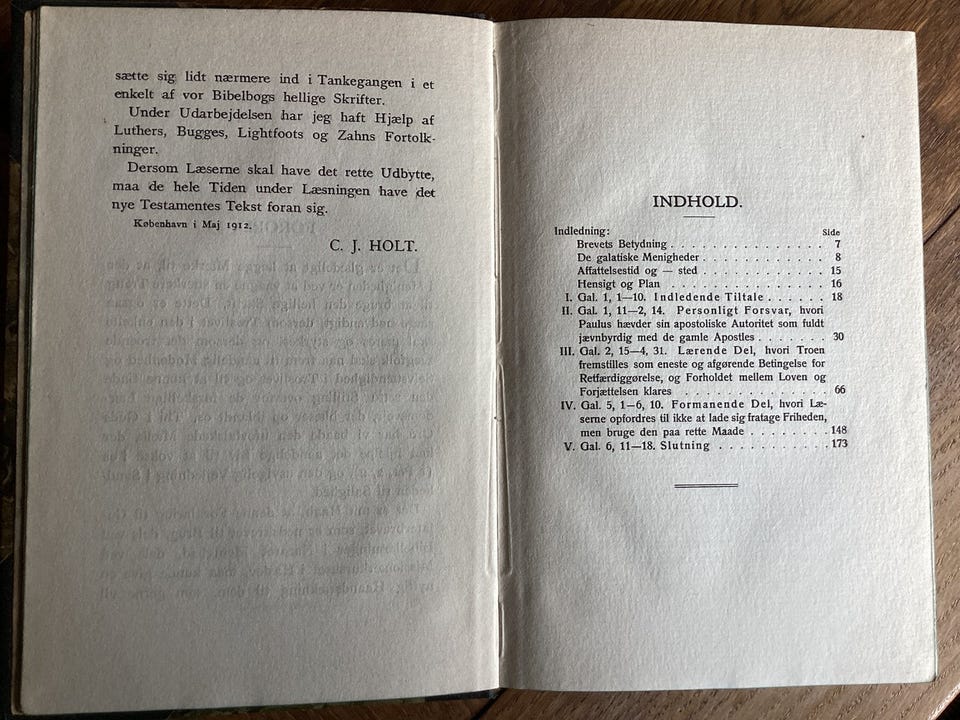 sætte sig lidt nærmere ind i Tankegangen i et
enkelt af vor Bibelbogs hellige Skrifter.
Under Udarbejdelsen har jeg haft Hjælp af
Luthers, Bugges, Lightfoots og Zahns Fortolk-
ninger.
Dersom Læserne skal have det rette Udbytte,
maa de hele Tiden under Læsningen have det
nye Testamentes Tekst foran sig.
København i Maj 1912.
C. J. HOLT.
INDHOLD.
Indledning: Side
Brevets Betydning . . . . . . . . . . . . . . . 7
De galatiske Menigheder . . . . . . . . . . . . 8
Affattelsestid og — sted . . . . . . . . . . . . 15
Hensigt og Plan . . . . . . . . . . . . . . . . 16
I. Gal. 1, 1—10. Indledende Tiltale . . . . . . 18
II. Gal. 1, 11—2, 14. Personligt Forsvar, hvori
Paulus hævder sin apostoliske Autoritet som fuldt
jævnbyrdig med de gamle Apostles . . . . . . . 30
III. Gal. 2, 15—4, 31. Lærende Del, hvori Troen
fremstilles som eneste og afgørende Betingelse for
Retfærdiggørelse, og Forholdet mellem Loven og
Forjættelsen klares . . . . . . . . . . . . . . 66
IV. Gal. 5, 1—6, 10. Formanende Del, hvori Læ-
serne opfordres til ikke at lade sig fratage Friheden,
men bruge den paa rette Maade . . . . . . . . 148
V. Gal. 6, 11—18. Slutning . . . . . . . . . . . 173